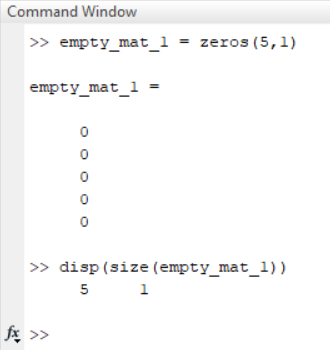 Command Window
>> empty_mat_1 = zeros(5,1)
empty_mat_1 =
0
0
0
0
0
>> disp(size(empty_mat_1))
5 1
fx >>